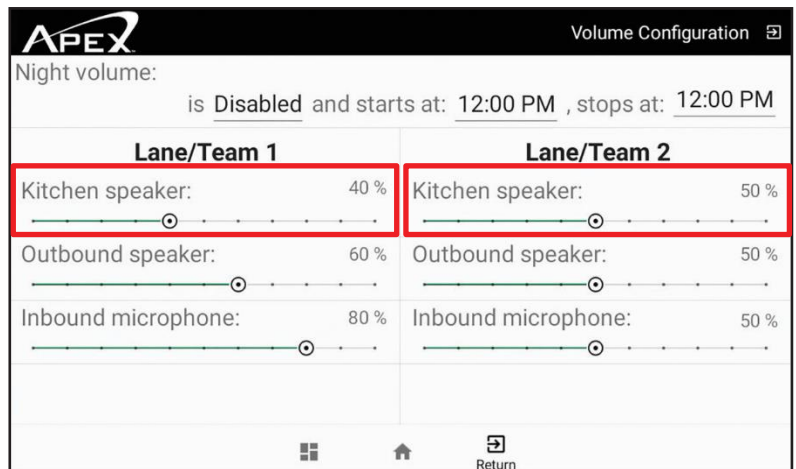 APEX
Volume Configuration
Night volume:
is Disabled and starts at: 12:00 PM , stops at: 12:00 PM
Lane/Team 1
Lane/Team 2
Kitchen speaker: 40 %
Kitchen speaker: 50 %
Outbound speaker: 60 %
Outbound speaker: 50 %
Inbound microphone: 80 %
Inbound microphone: 50 %
Return